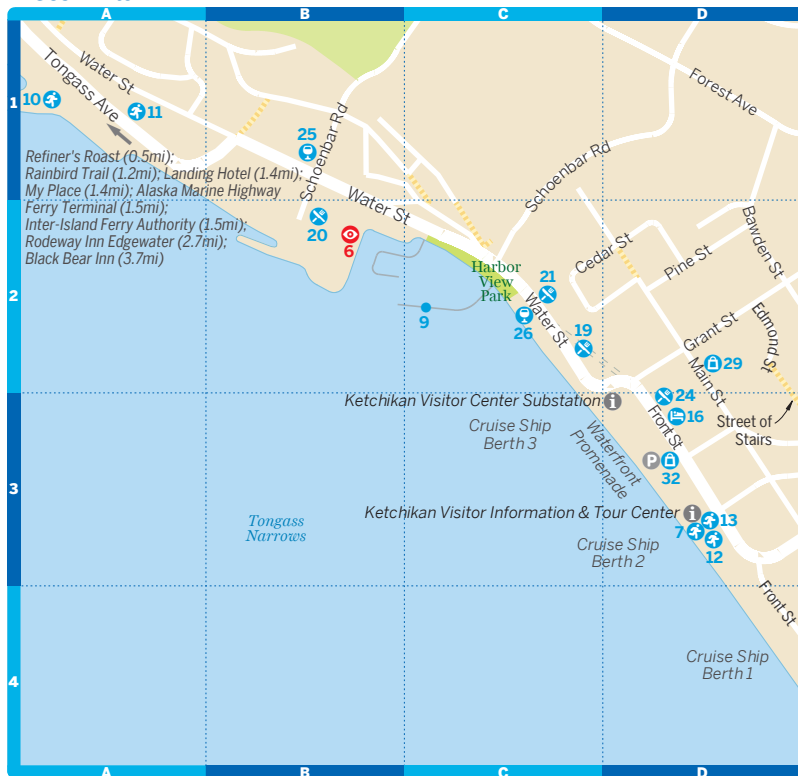 A B C D
1
2
3
4
Tongass Ave
Water St
10
11
Refiner's Roast (0.5mi);
Rainbird Trail (1.2mi); Landing Hotel (1.4mi);
My Place (1.4mi); Alaska Marine Highway
Ferry Terminal (1.5mi);
Inter-Island Ferry Authority (1.5mi);
Rodeway Inn Edgewater (2.7mi);
Black Bear Inn (3.7mi)
25
Schoenbar Rd
Water St
20
6
Forest Ave
Schoenbar Rd
Bawden St
Cedar St
Pine St
Harbor
View
Park
21
Water St
9
26
19
Grant St
Edmond St
29
Main St
24
16
Street of
Stairs
Ketchikan Visitor Center Substation
i
Front St
Cruise Ship
Berth 3
Waterfront
Promenade
P
32
Tongass
Narrows
Ketchikan Visitor Information & Tour Center
i
13
7
12
Cruise Ship
Berth 2
Front St
Cruise Ship
Berth 1
A B C D